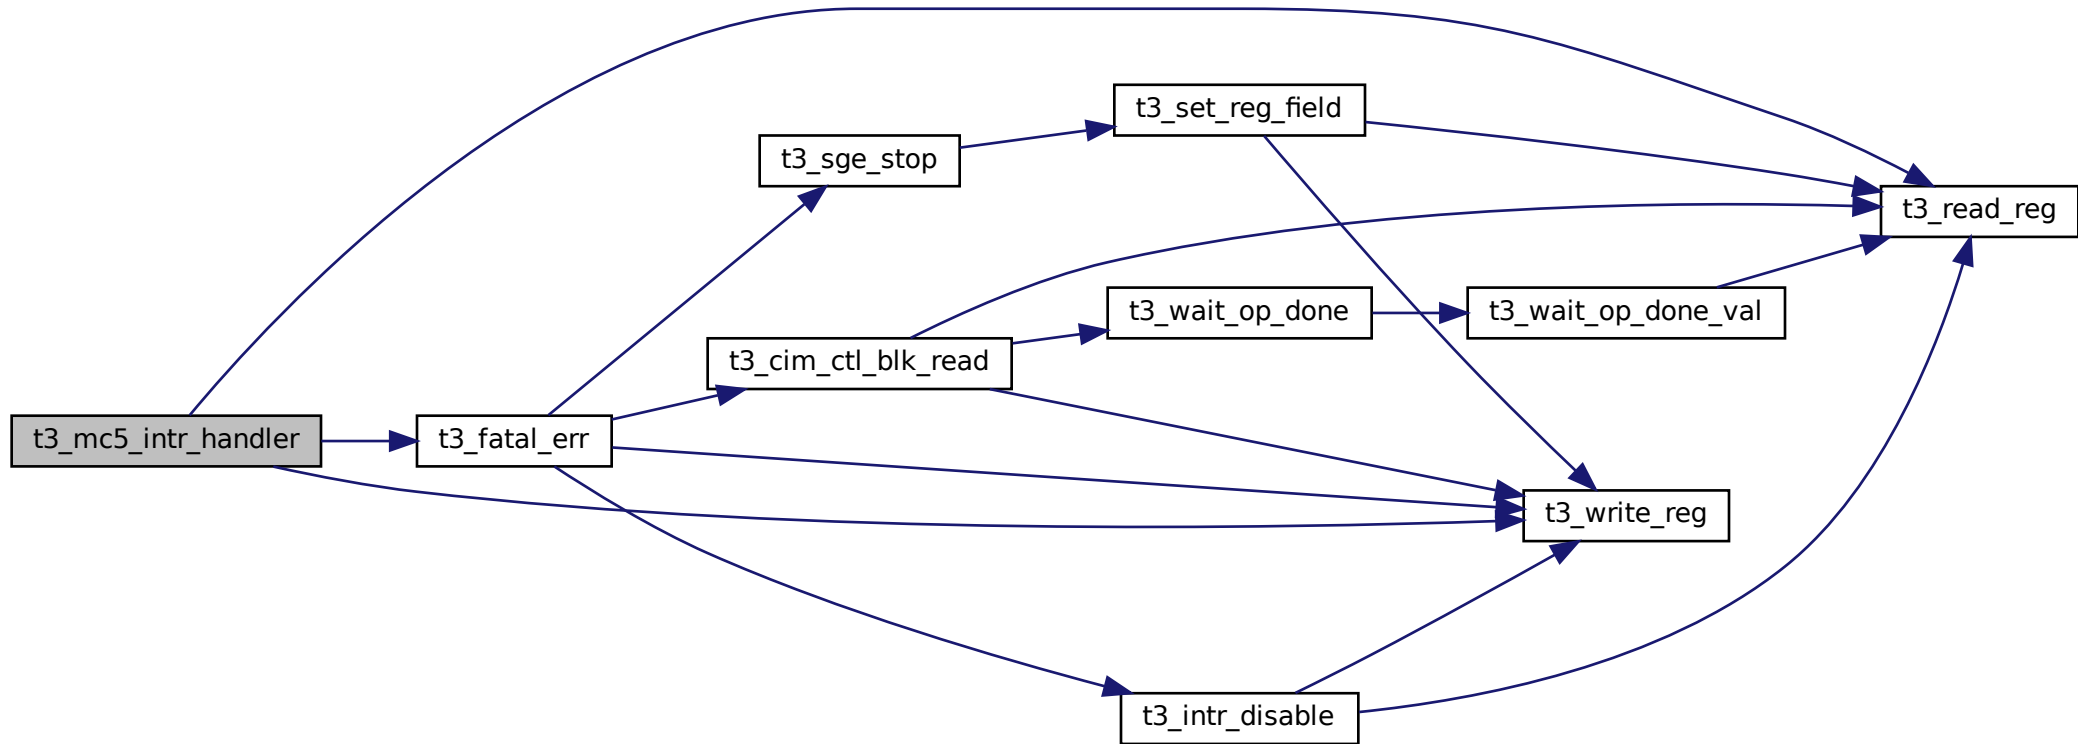 t3_set_reg_field
t3_sge_stop
t3_read_reg
t3_wait_op_done
t3_wait_op_done_val
t3_cim_ctl_blk_read
t3_mc5_intr_handler
t3_fatal_err
t3_write_reg
t3_intr_disable